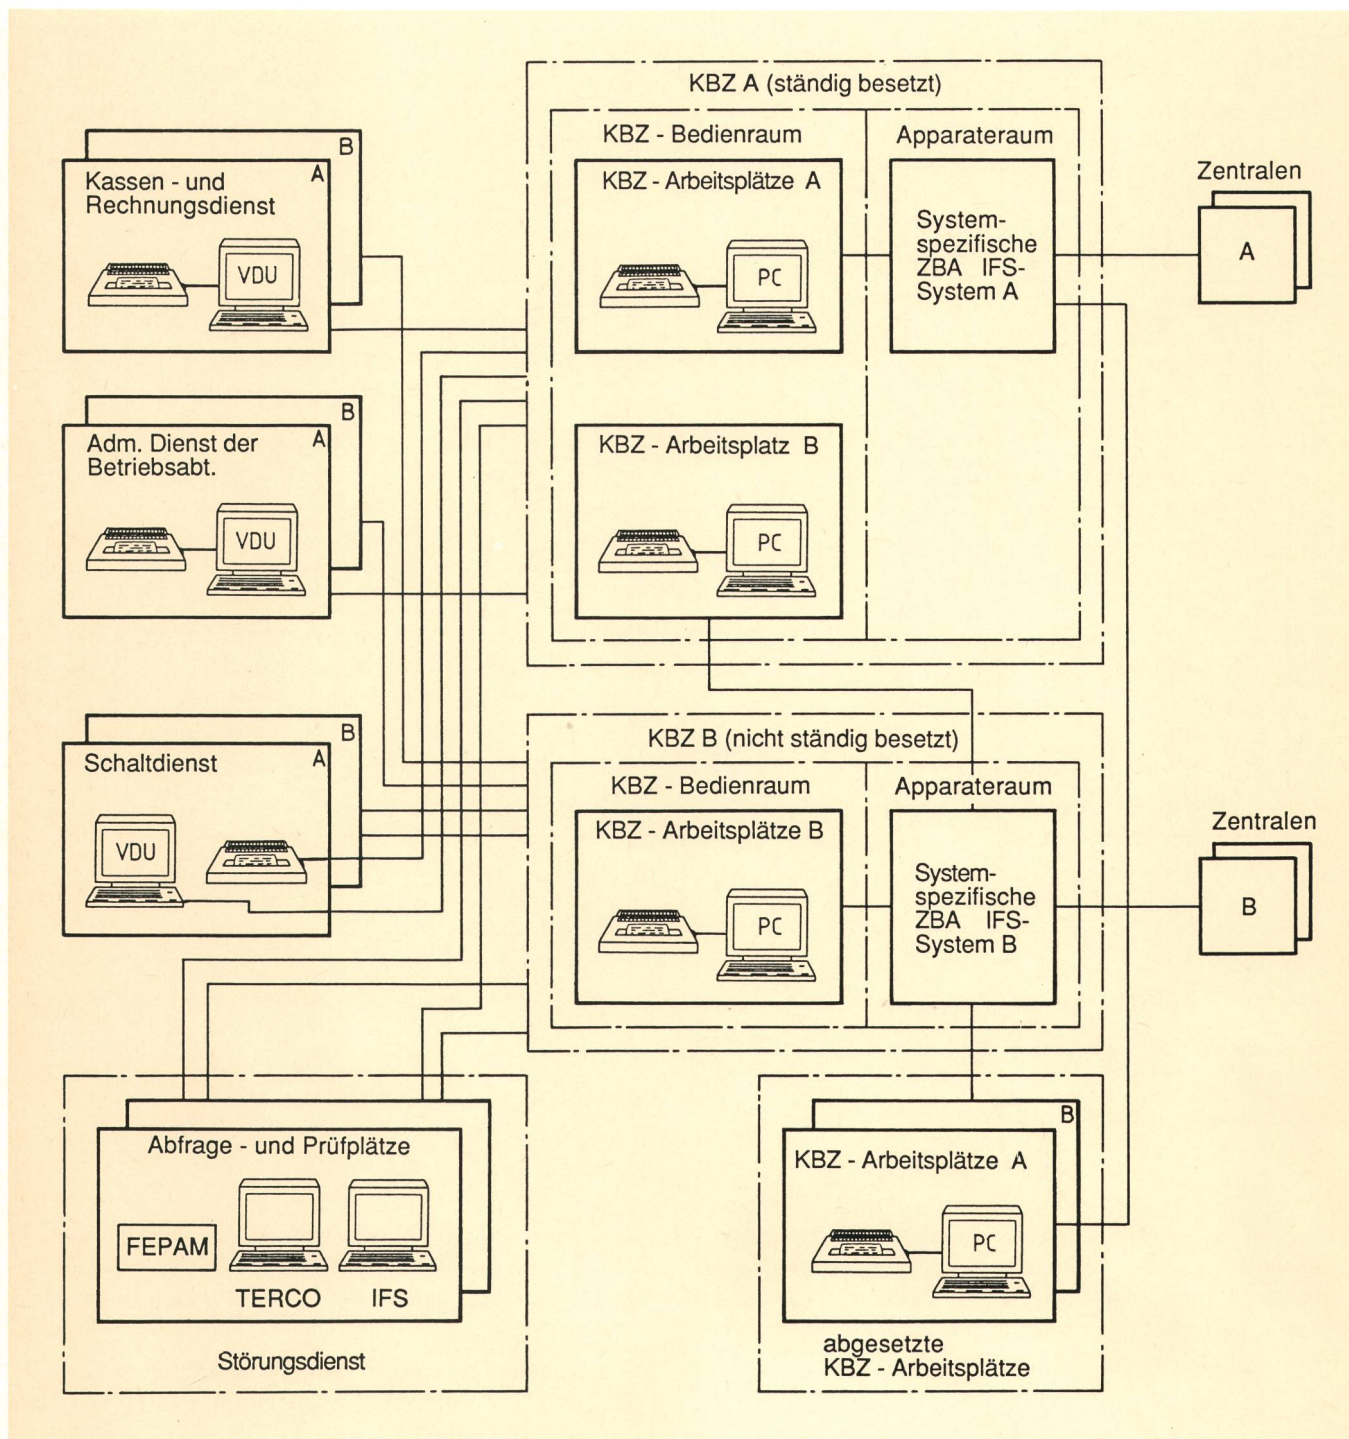 KBZ A (ständig besetzt)
KBZ - Bedienraum
Apparateraum
B
A
Kassen - und
Rechnungsdienst
VDU
KBZ - Arbeitsplätze A
PC
System-
spezifische
ZBA IFS-
System A
Zentralen
A
B
A
Adm. Dienst der
Betriebsabt.
VDU
KBZ - Arbeitsplatz B
PC
B
A
Schaltdienst
VDU
KBZ B (nicht ständig besetzt)
KBZ - Bedienraum
Apparateraum
KBZ - Arbeitsplätze B
PC
System-
spezifische
ZBA IFS-
System B
Zentralen
B
Abfrage - und Prüfplätze
FEPAM
TERCO
IFS
Störungsdienst
B
KBZ - Arbeitsplätze A
PC
abgesetzte
KBZ - Arbeitsplätze